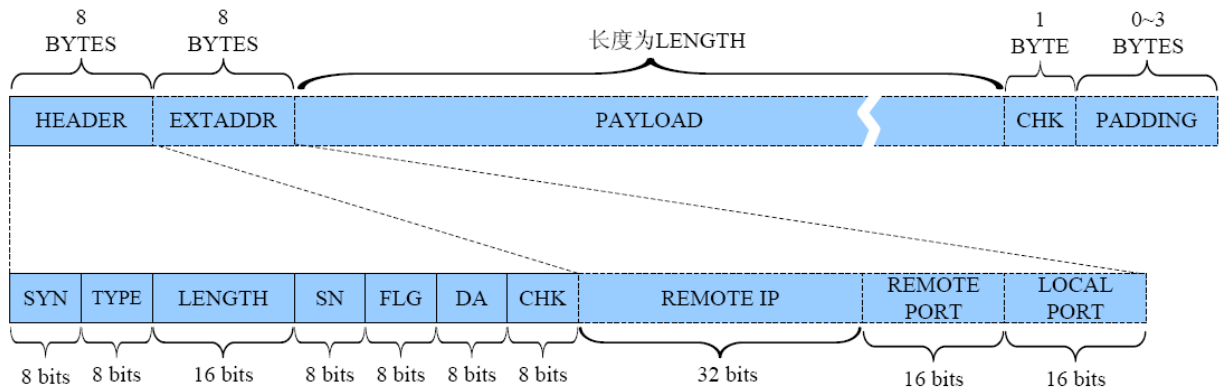 8
BYTES
8
BYTES
长度为LENGTH
1
BYTE
0~3
BYTES
HEADER
EXTADDR
PAYLOAD
CHK
PADDING
SYN
TYPE
LENGTH
SN
FLG
DA
CHK
REMOTE IP
REMOTE
PORT
LOCAL
PORT
8 bits
8 bits
16 bits
8 bits
8 bits
8 bits
8 bits
32 bits
16 bits
16 bits